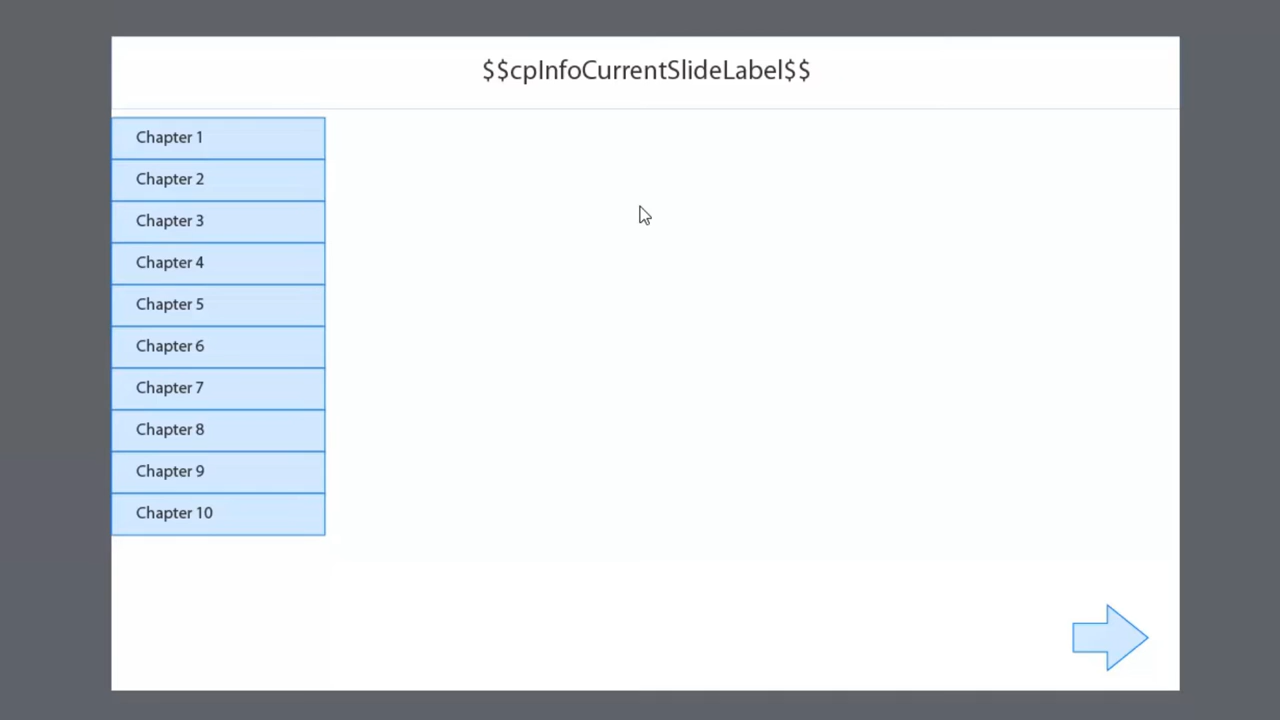 $$cpInfoCurrentSlideLabel$$
Chapter 1
Chapter 2
Chapter 3
Chapter 4
Chapter 5
Chapter 6
Chapter 7
Chapter 8
Chapter 9
Chapter 10